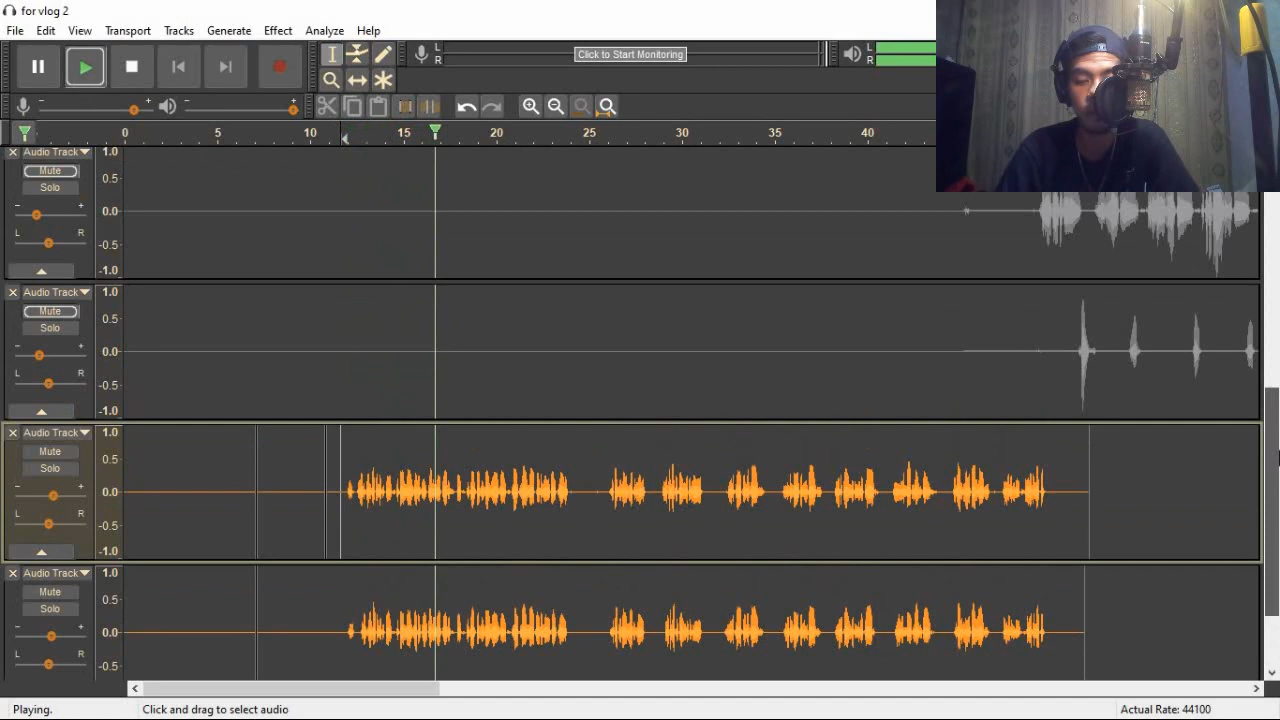 for vlog 2
File Edit View Transport Tracks Generate Effect Analyze Help
L
R
Click to Start Monitoring
L
R
- + - +
0 5 10 15 20 25 30 35 40
Audio Track
Mute
Solo
- +
L R
1.0
0.5
0.0
-0.5
-1.0
Audio Track
Mute
Solo
- +
L R
1.0
0.5
0.0
-0.5
-1.0
Audio Track
Mute
Solo
- +
L R
1.0
0.5
0.0
-0.5
-1.0
Audio Track
Mute
Solo
- +
L R
1.0
0.5
0.0
-0.5
Playing. Click and drag to select audio Actual Rate: 44100